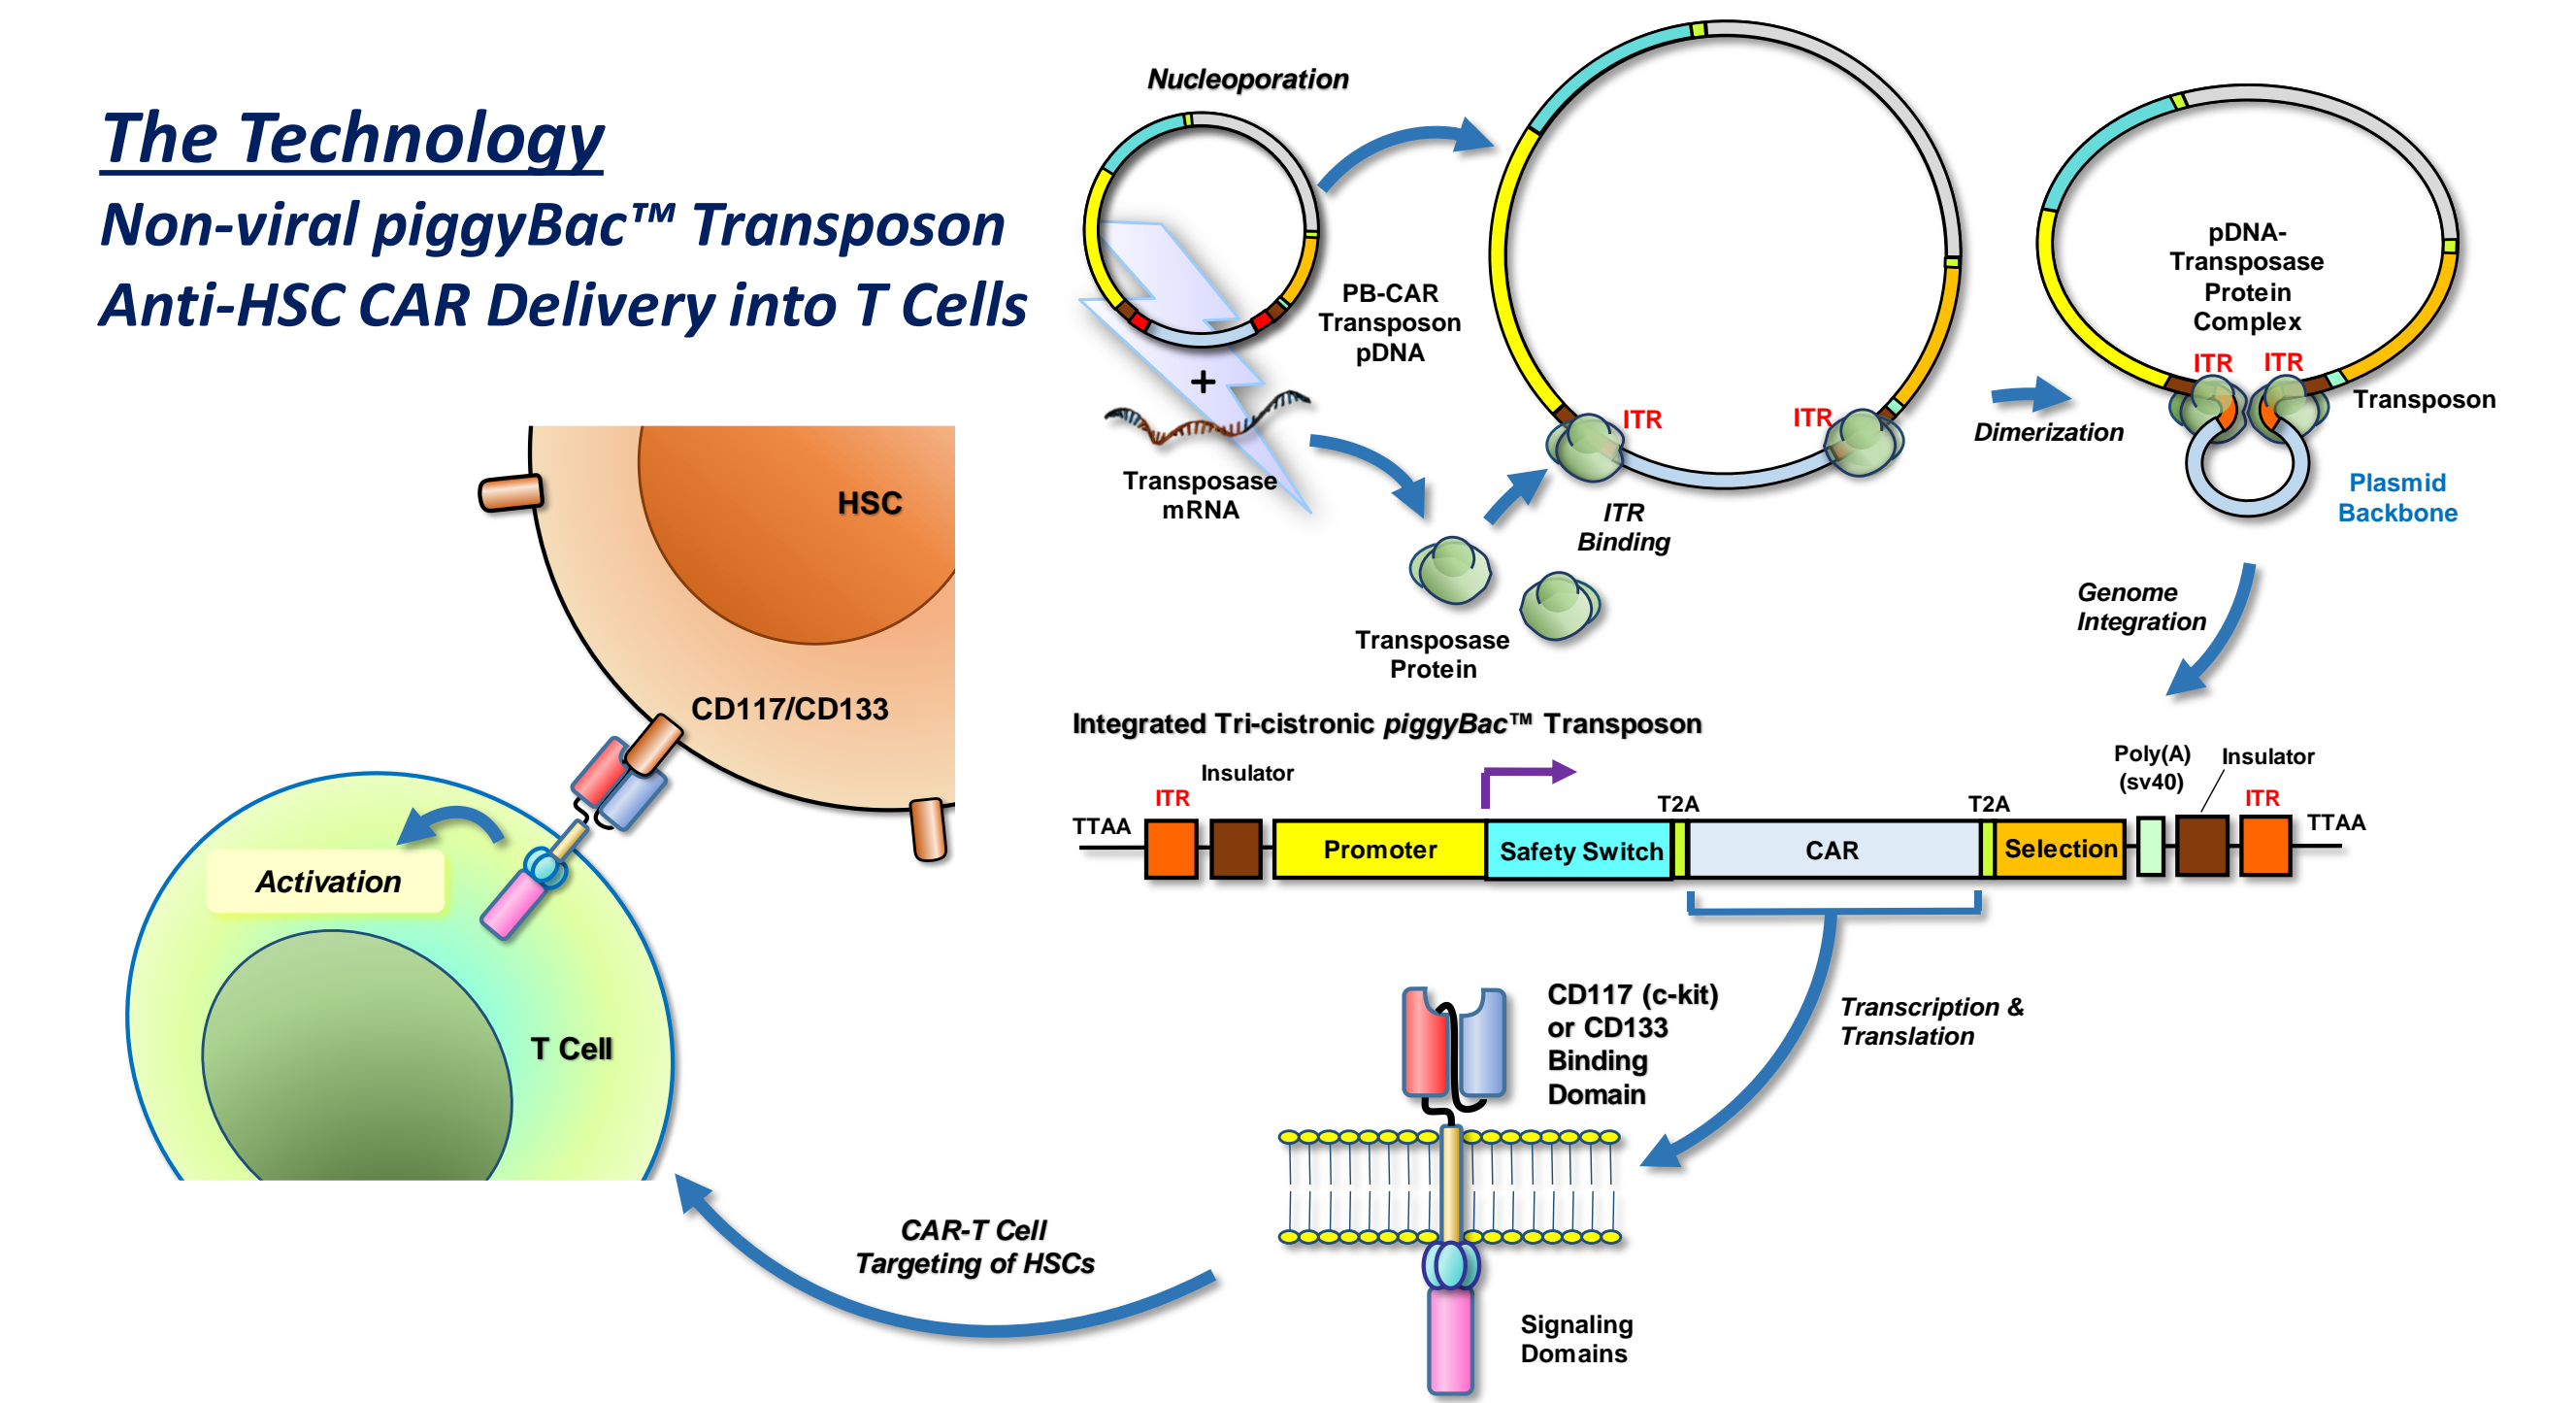 The Technology
Non-viral piggyBac™ Transposon
Anti-HSC CAR Delivery into T Cells
Nucleoporation
PB-CAR
Transposon
pDNA
+
Transposase
mRNA
Transposase
Protein
ITR
ITR
ITR
Binding
Dimerization
pDNA-
Transposase
Protein
Complex
ITR
ITR
Transposon
Plasmid
Backbone
Genome
Integration
HSC
CD117/CD133
Activation
T Cell
Integrated Tri-cistronic piggyBac™ Transposon
TTAA
ITR
Insulator
Promoter
Safety Switch
T2A
CAR
T2A
Selection
Poly(A)
(sv40)
Insulator
ITR
TTAA
Transcription &
Translation
CD117 (c-kit)
or CD133
Binding
Domain
Signaling
Domains
CAR-T Cell
Targeting of HSCs